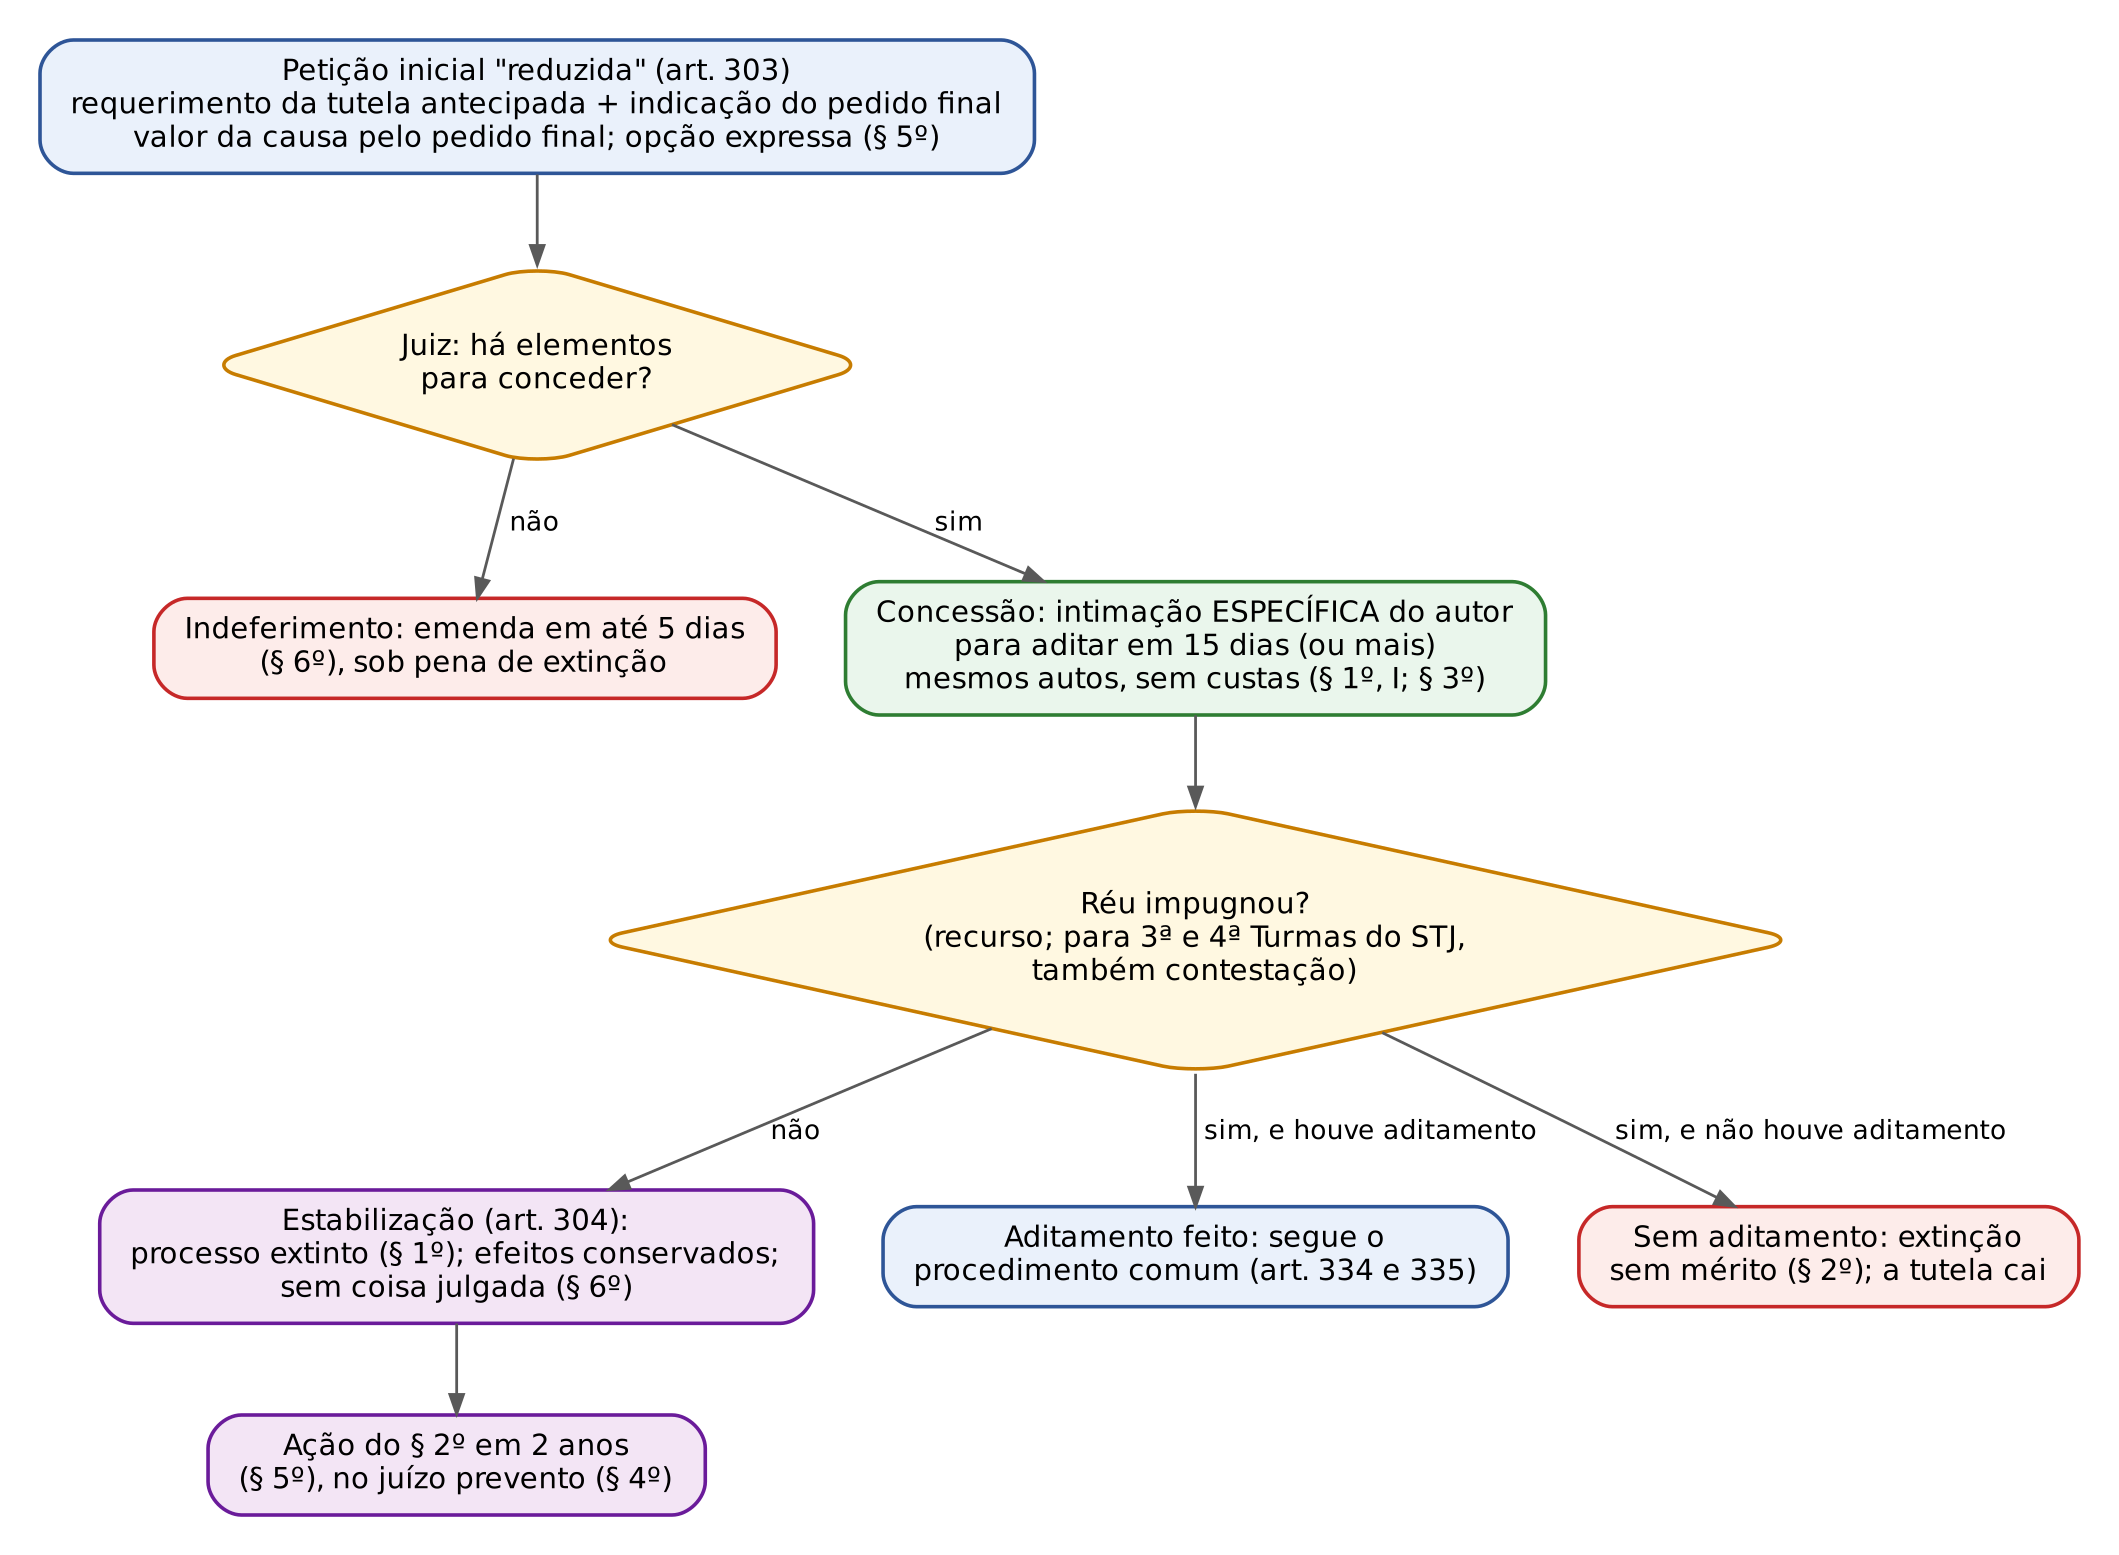 Petição inicial "reduzida" (art. 303)
requerimento da tutela antecipada + indicação do pedido final
valor da causa pelo pedido final; opção expressa (§ 5º)
Juiz: há elementos
para conceder?
não
sim
Indeferimento: emenda em até 5 dias
(§ 6º), sob pena de extinção
Concessão: intimação ESPECÍFICA do autor
para aditar em 15 dias (ou mais)
mesmos autos, sem custas (§ 1º, I; § 3º)
Réu impugnou?
(recurso; para 3ª e 4ª Turmas do STJ,
também contestação)
não
sim, e houve aditamento
sim, e não houve aditamento
Estabilização (art. 304):
processo extinto (§ 1º); efeitos conservados;
sem coisa julgada (§ 6º)
Aditamento feito: segue o
procedimento comum (art. 334 e 335)
Sem aditamento: extinção
sem mérito (§ 2º); a tutela cai
Ação do § 2º em 2 anos
(§ 5º), no juízo prevento (§ 4º)